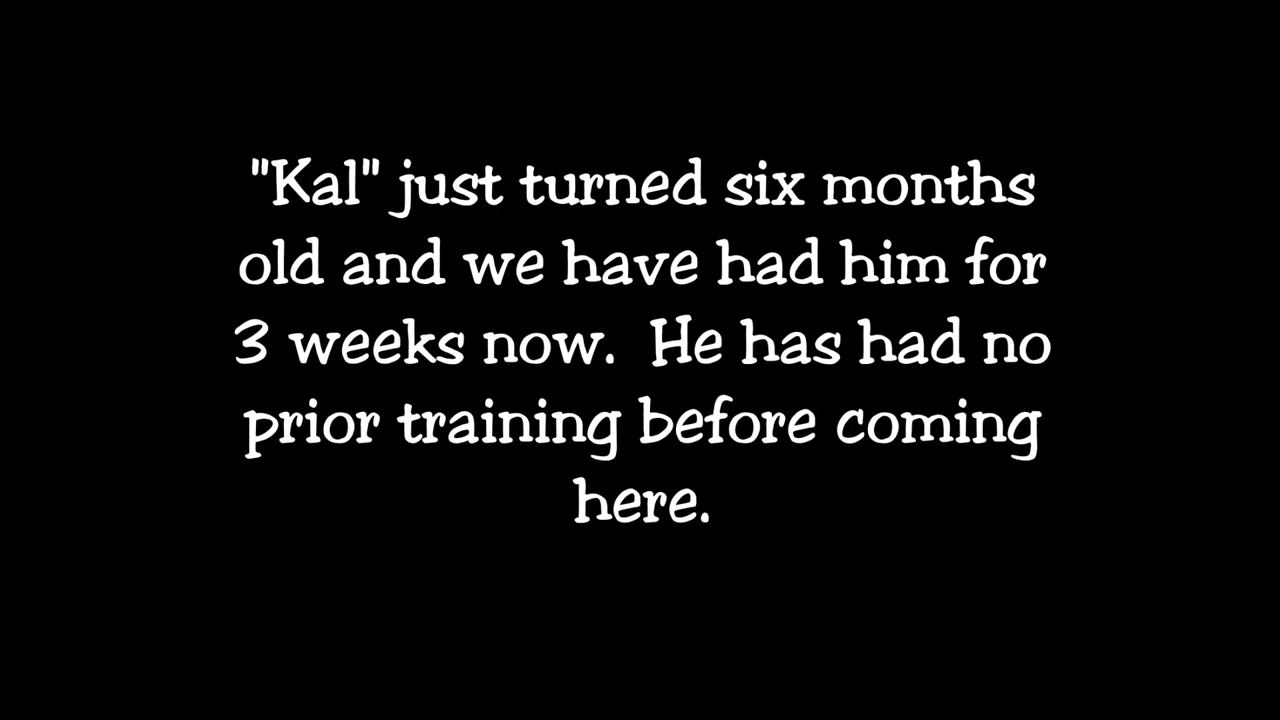 "Kal" just turned six months
old and we have had him for
3 weeks now.  He has had no
prior training before coming
here.